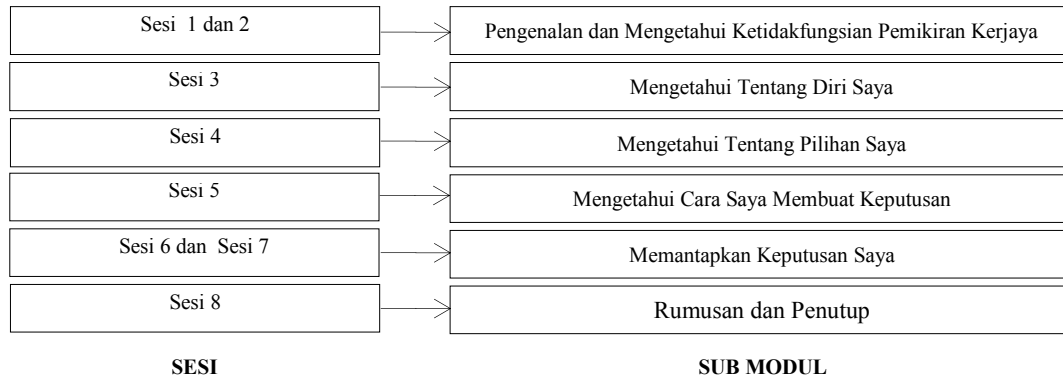 Sesi 1 dan 2
Pengenalan dan Mengetahui Ketidakfungsian Pemikiran Kerjaya
Sesi 3
Mengetahui Tentang Diri Saya
Sesi 4
Mengetahui Tentang Pilihan Saya
Sesi 5
Mengetahui Cara Saya Membuat Keputusan
Sesi 6 dan Sesi 7
Memantapkan Keputusan Saya
Sesi 8
Rumusan dan Penutup
SESI
SUB MODUL